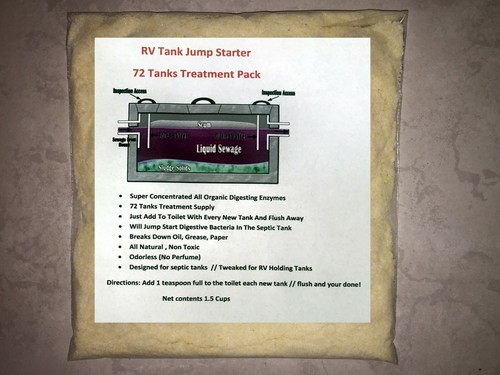 RV Tank Jump Starter
72 Tanks Treatment Pack
Inspection Access
Inspection Access
Scum
Liquid Sewage
Sludge Solids
• Super Concentrated All Organic Digesting Enzymes
• 72 Tanks Treatment Supply
• Just Add To Toilet With Every New Tank And Flush Away
• Will Jump Start Digestive Bacteria In The Septic Tank
• Breaks Down Oil, Grease, Paper
• All Natural , Non Toxic
• Odorless (No Perfume)
• Designed for septic tanks // Tweaked for RV Holding Tanks
Directions: Add 1 teaspoon full to the toilet each new tank // flush and your done!
Net contents 1.5 Cups